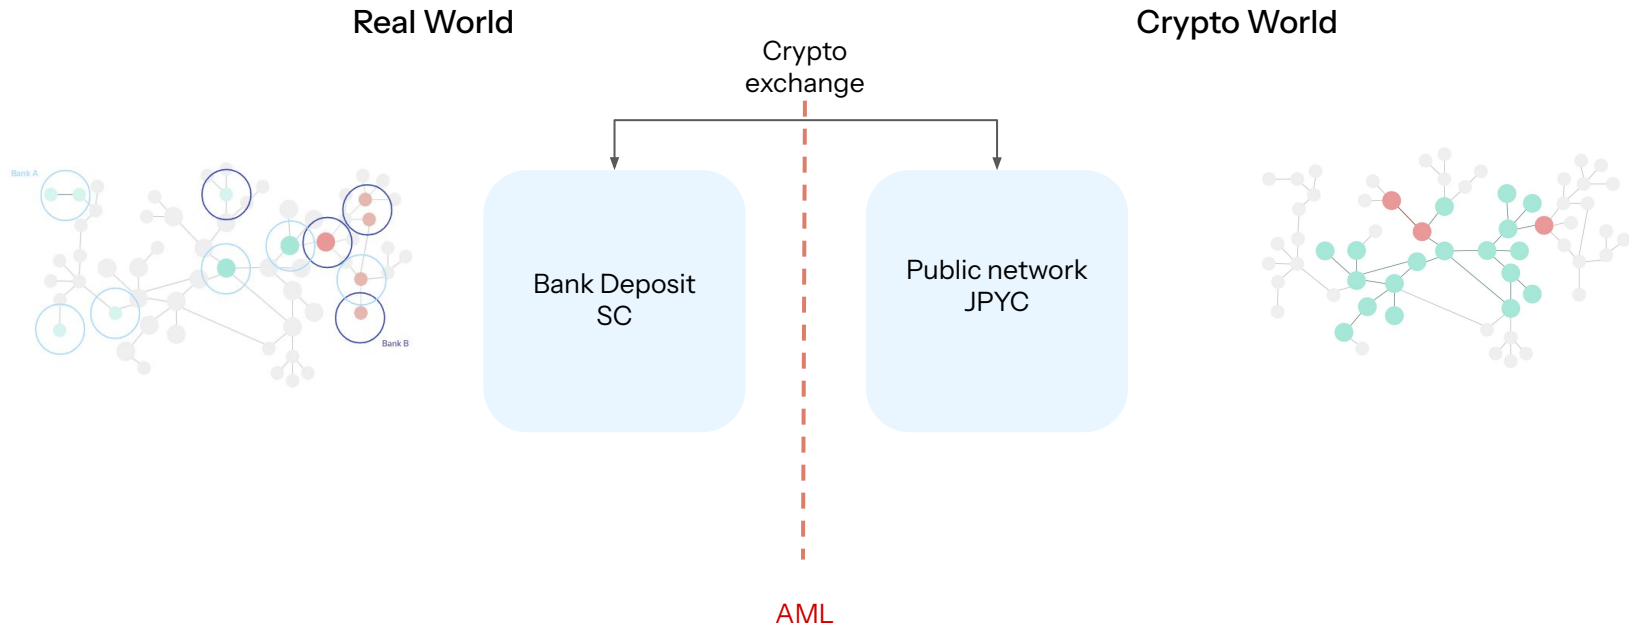 Real World
Crypto World
Crypto
exchange
Bank A
Bank Deposit
SC
Public network
JPYC
Bank B
AML